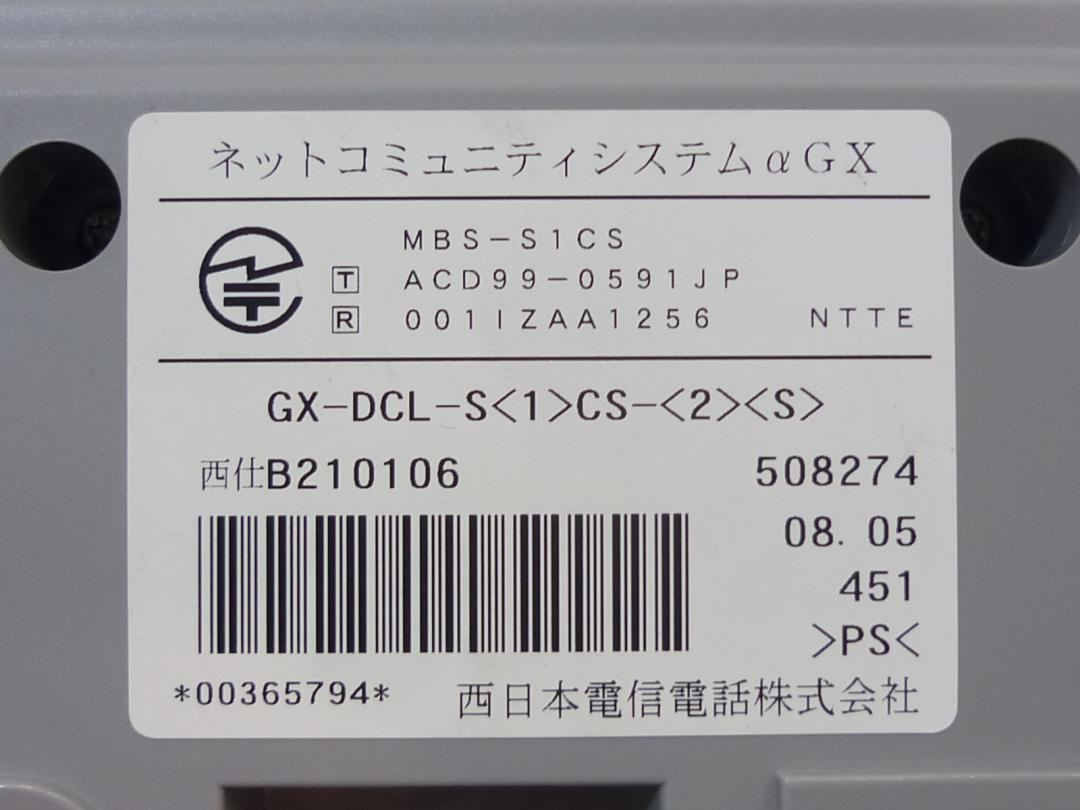 ネットコミュニティシステムαGX
MBS-S1CS
T ACD99-0591JP
R 001IZAA1256 NTTE
GX-DCL-S<1>CS-<2><S>
西仕B210106 508274
08. 05
451
>PS<
*00365794* 西日本電信電話株式会社